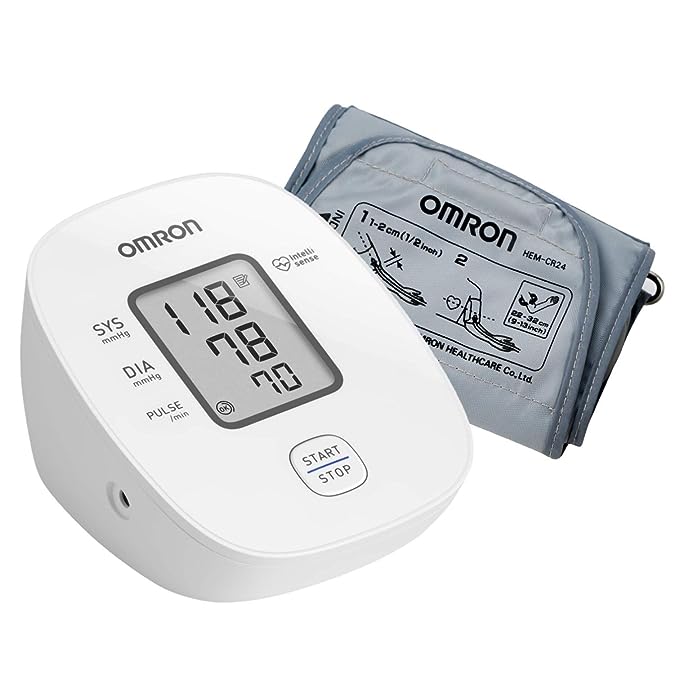 OMRON
intelli
sense
SYS
mmHg
118
DIA
mmHg
78
PULSE
/min
70
OK
START
STOP
OMRON
HEM-CR24
1 1-2cm(1/2inch) 2
22-32cm
(9-13inch)
MRON HEALTHCARE Co.,Ltd.